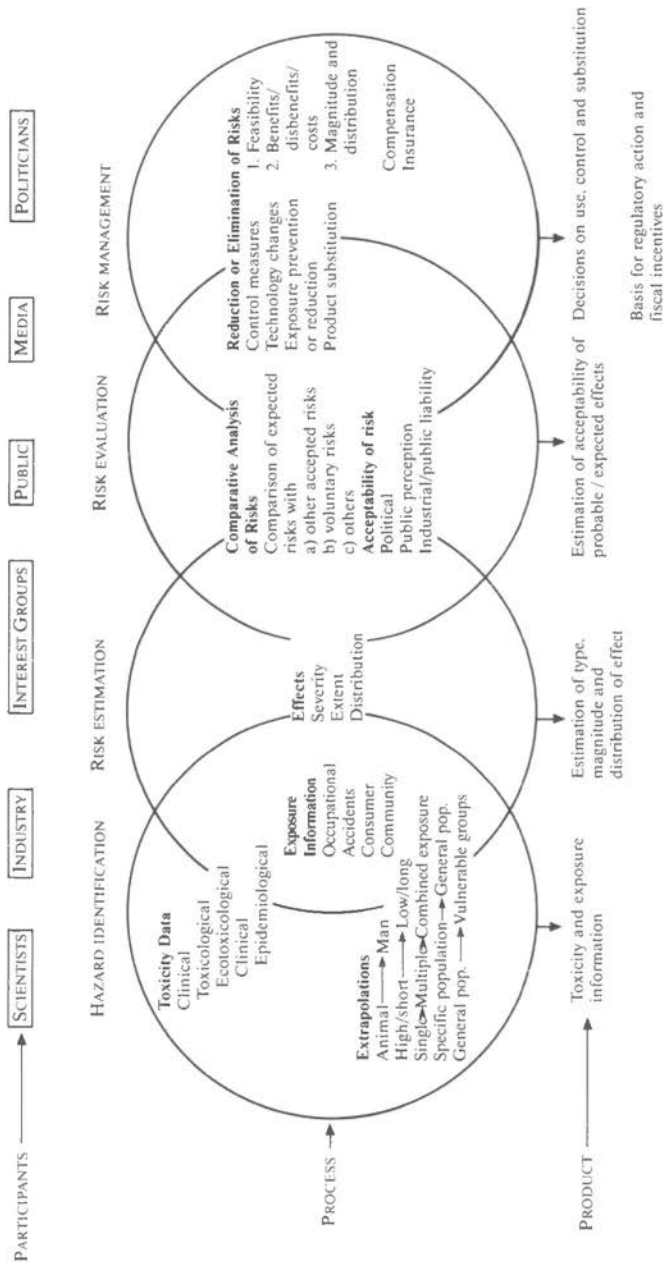 PARTICIPANTS
SCIENTISTS
INDUSTRY
INTEREST GROUPS
PUBLIC
MEDIA
POLITICIANS
HAZARD IDENTIFICATION
RISK ESTIMATION
RISK EVALUATION
RISK MANAGEMENT
PROCESS
Toxicity Data
Clinical
Toxicological
Ecotoxicological
Clinical
Epidemiological
Exposure
Information
Occupational
Accidents
Consumer
Community
Extrapolations
Animal → Man
High/short → Low/long
Single→Multiple→Combined exposure
Specific population → General pop.
General pop. → Vulnerable groups
Effects
Severity
Extent
Distribution
Comparative Analysis
of Risks
Comparison of expected
risks with
a) other accepted risks
b) voluntary risks
c) others
Acceptability of risk
Political
Public perception
Industrial/public liability
Reduction or Elimination of Risks
Control measures
Technology changes
Exposure prevention
or reduction
Product substitution
1. Feasibility
2. Benefits/
disbenefits/
costs
3. Magnitude and
distribution
Compensation
Insurance
PRODUCT
Toxicity and exposure
information
Estimation of type,
magnitude and
distribution of effect
Estimation of acceptability of
probable / expected effects
Decisions on use, control and substitution
Basis for regulatory action and
fiscal incentives